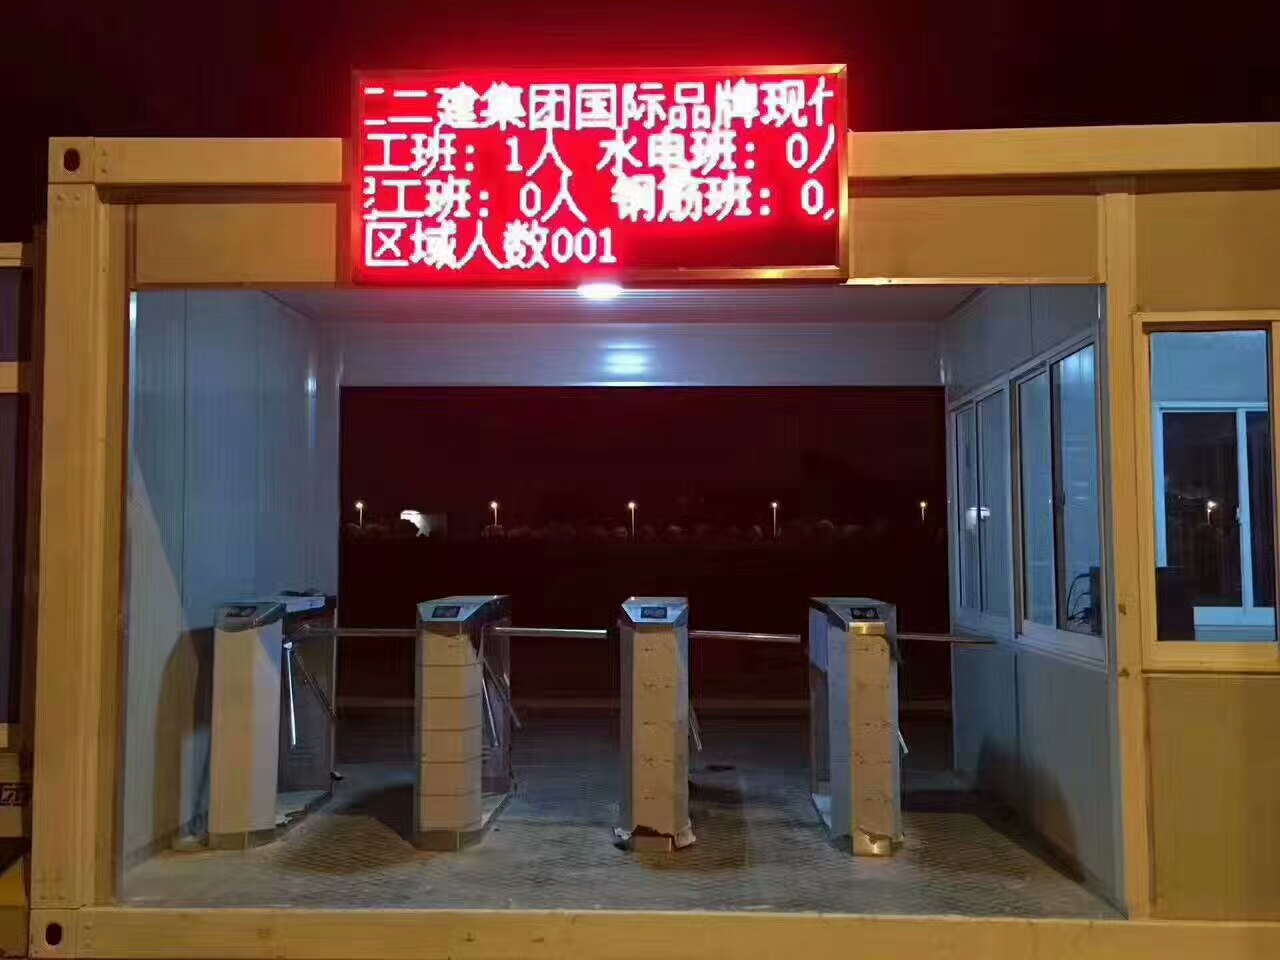 二建集团国际品牌现
工班：1人 水电班：0
工班：0人 钢筋班：0
区域人数001